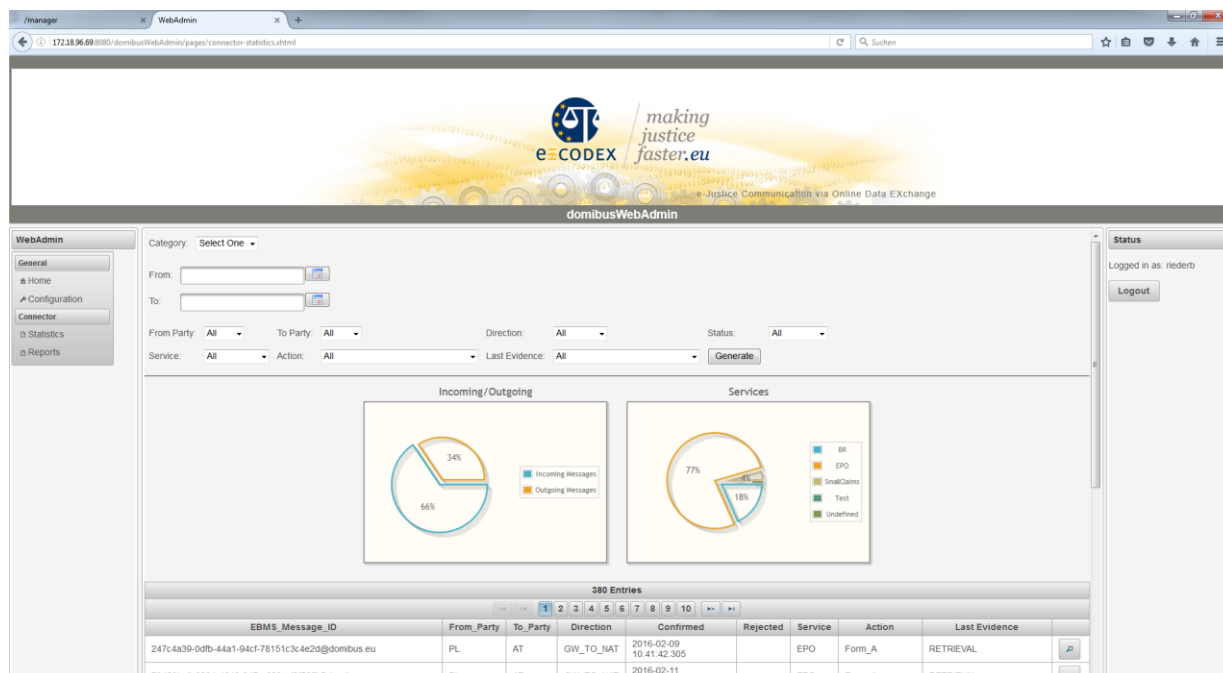 /manager
WebAdmin
172.18.96.69:8080/domibusWebAdmin/pages/connector-statistics.xhtml
Suchen
e-CODEX
making
justice
faster.eu
e-Justice Communication via Online Data EXchange
domibusWebAdmin
WebAdmin
General
Home
Configuration
Connector
Statistics
Reports
Category: Select One
From:
To:
From Party: All To Party: All Direction: All Status: All
Service: All Action: All Last Evidence: All Generate
Status
Logged in as: riederb
Logout
Incoming/Outgoing
34%
66%
Incoming Messages
Outgoing Messages
Services
77%
4%
18%
BR
EPO
SmallClaims
Test
Undefined
380 Entries
1 2 3 4 5 6 7 8 9 10
EBMS_Message_ID From_Party To_Party Direction Confirmed Rejected Service Action Last Evidence
247c4a39-0dfb-44a1-94cf-78151c3c4e2d@domibus.eu PL AT GW_TO_NAT 2016-02-09 10:41:42.305 EPO Form_A RETRIEVAL
2016-02-11